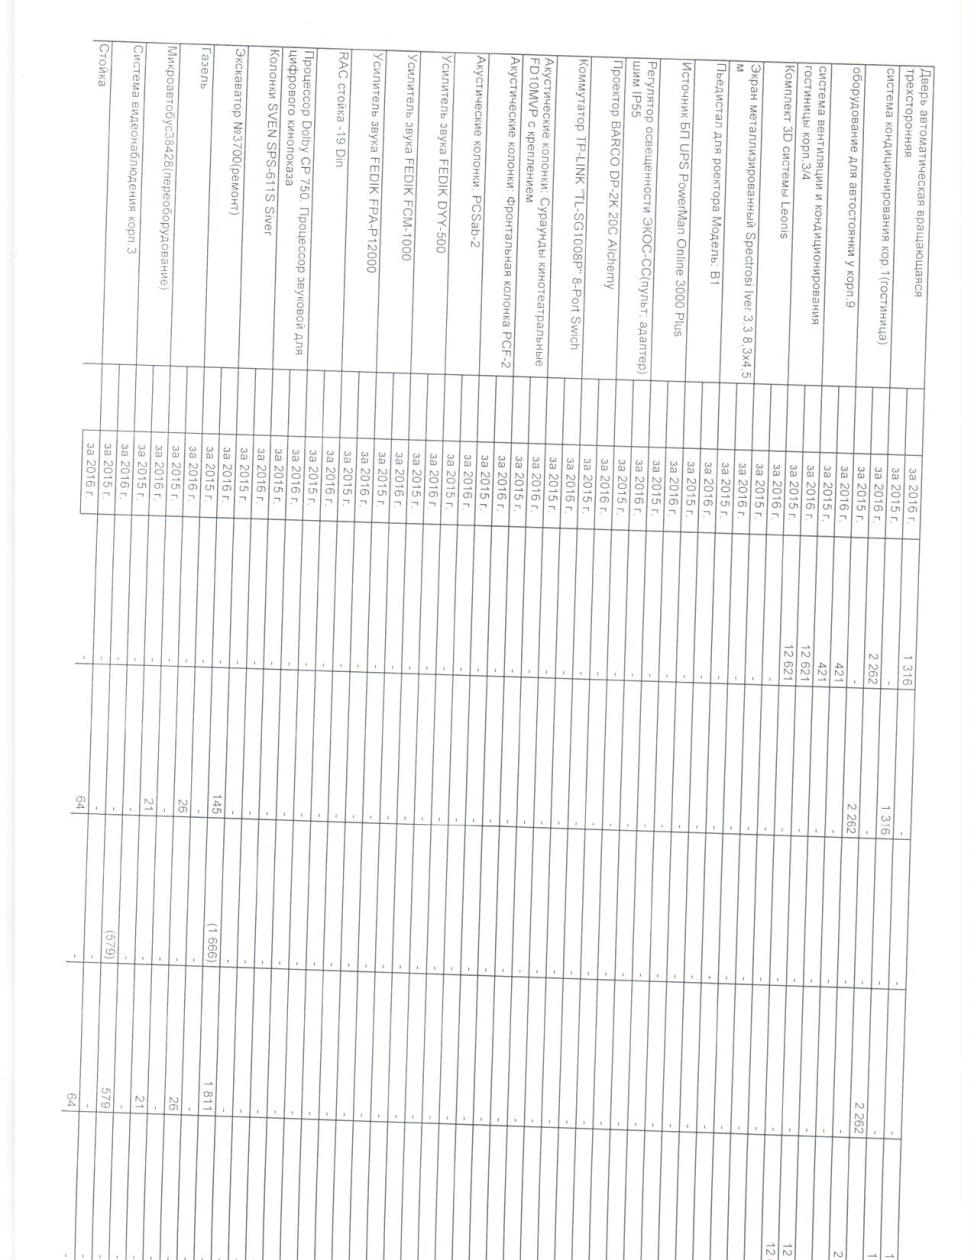 Дверь автоматическая вращающаяся
трехсторонняя
за 2016 г. 1 316 - - -
за 2015 г. - 1 316 - -
система кондиционирования кор.1(гостиница)
за 2016 г. 2 262 - - -
за 2015 г. - 2 262 - 2 262
оборудование для автостоянки у корп.9
за 2016 г. 421 - - -
за 2015 г. 421 - - -
система вентиляции и кондиционирования
гостиницы корп.3/4
за 2016 г. 12 621 - - -
за 2015 г. 12 621 - - -
Комплект 3D системы Leonis
за 2016 г. - - - -
за 2015 г. - - - -
Экран металлизированный Spectrosi lver 3,3 8,3х4,5
м
за 2016 г. - - - -
за 2015 г. - - - -
Пьедистал для роектора Модель: B1
за 2016 г. - - - -
за 2015 г. - - - -
Источник БП UPS PowerMan Online 3000 Plus
за 2016 г. - - - -
за 2015 г. - - - -
Регулятор освещенности ЭКОС-СС(пульт, адаптер)
шим IP55
за 2016 г. - - - -
за 2015 г. - - - -
Проектор BARCO DP-2K 20C Alchemy
за 2016 г. - - - -
за 2015 г. - - - -
Коммутатор TP-LINK "TL-SG1008P" 8-Port Swich
за 2016 г. - - - -
за 2015 г. - - - -
Акустические колонки: Сураунды кинотеатральные
FD10MVP с креплением
за 2016 г. - - - -
за 2015 г. - - - -
Акустические колонки: Фронтальная колонка PCF-2
за 2016 г. - - - -
за 2015 г. - - - -
Акустические колонки: PCSab-2
за 2016 г. - - - -
за 2015 г. - - - -
Усилитель звука FEDIK DYY-500
за 2016 г. - - - -
за 2015 г. - - - -
Усилитель звука FEDIK FCM-1000
за 2016 г. - - - -
за 2015 г. - - - -
Усилитель звука FEDIK FPA-P12000
за 2016 г. - - - -
за 2015 г. - - - -
RAC стойка -19 Din
за 2016 г. - - - -
за 2015 г. - - - -
Процессор Dolby CP 750. Процессор звуковой для
цифрового кинопоказа
за 2016 г. - - - -
за 2015 г. - - - -
Колонки SVEN SPS-611S Siver
за 2016 г. - - - -
за 2015 г. - - - -
Экскаватор №3700(ремонт)
за 2016 г. - 145 (1 666) 1 811
за 2015 г. - - - -
Газель
за 2016 г. - 26 - 26
за 2015 г. - - - -
Микроавтобус38428(переоборудование)
за 2016 г. - 21 - 21
за 2015 г. - - - -
Система видеонаблюдения корп.3
за 2016 г. - - (579) 579
за 2015 г. - - - -
Стойка
за 2016 г. - 64 - 64